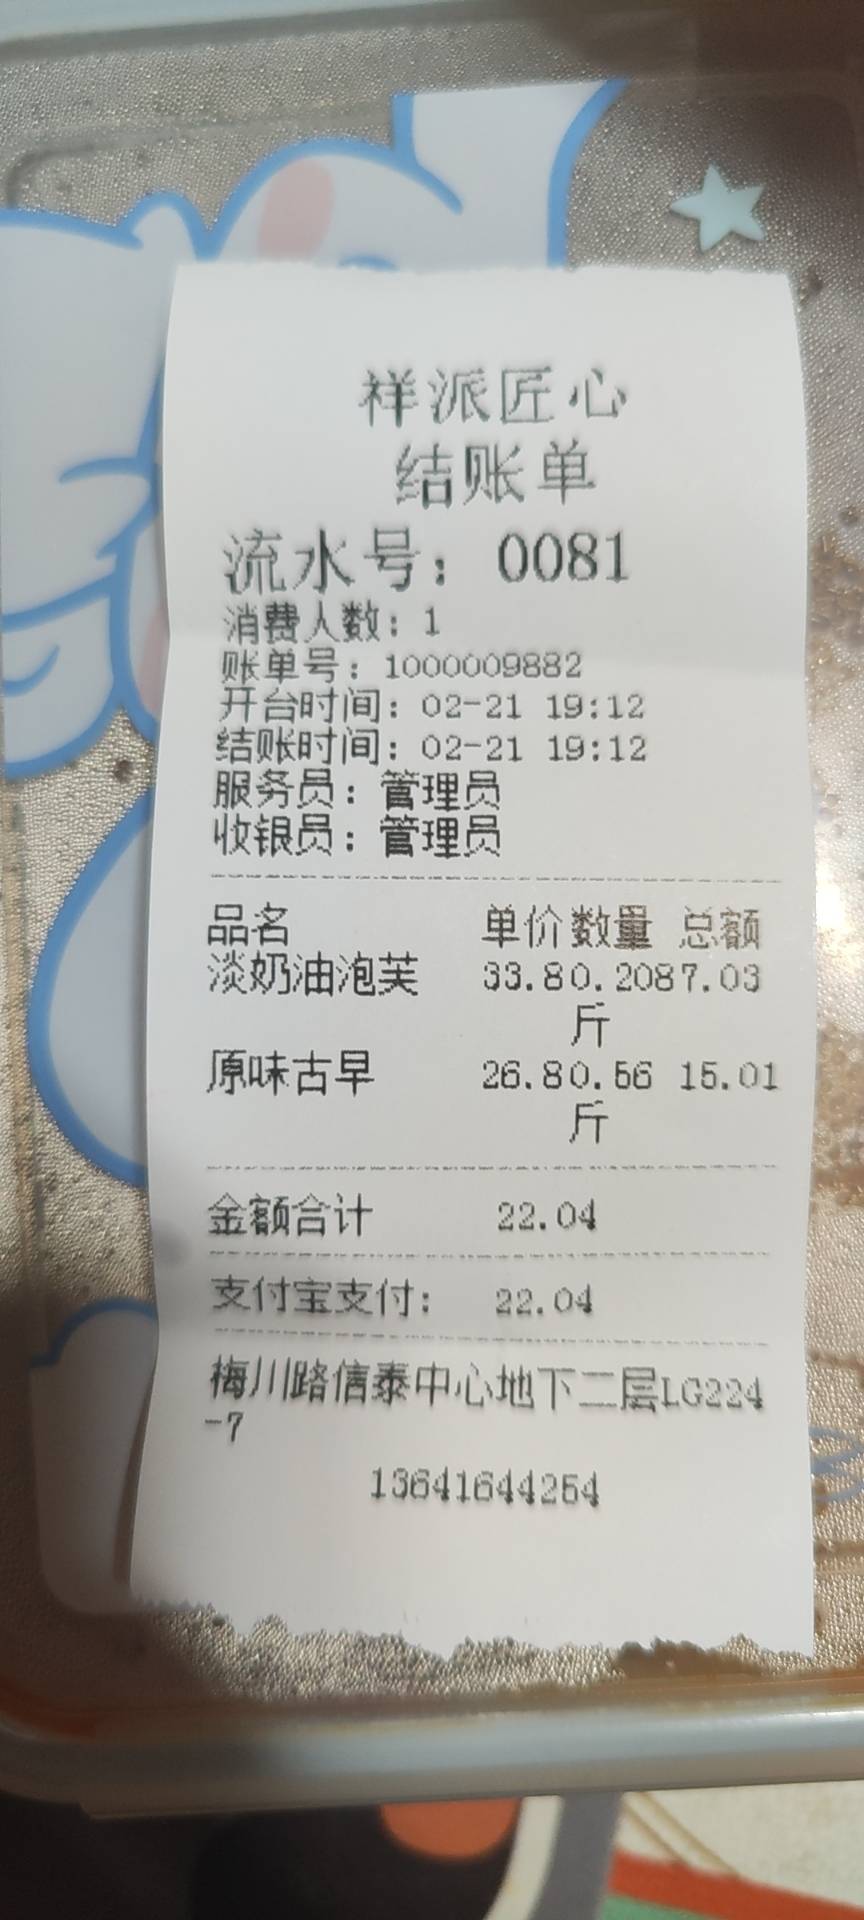 祥派匠心
结账单
流水号：0081
消费人数：1
账单号：1000009882
开台时间：02-21 19:12
结账时间：02-21 19:12
服务员：管理员
收银员：管理员
品名 单价数量 总额
淡奶油泡芙 33.80.2087.03
斤
原味古早 26.80.56 15.01
斤
金额合计 22.04
支付宝支付： 22.04
梅川路信泰中心地下二层LG224
-7
13641644254